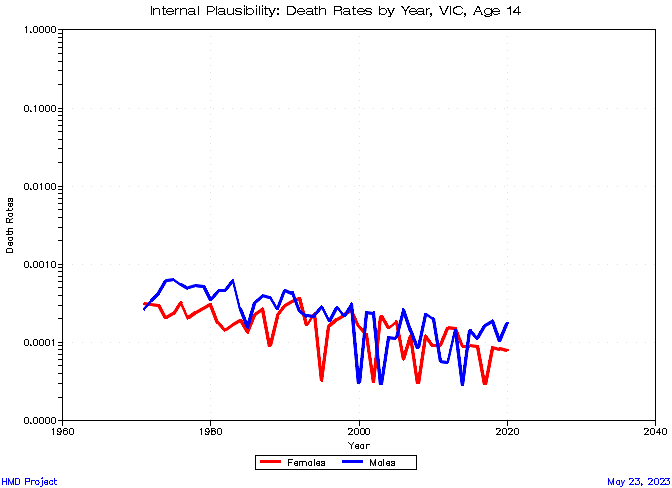 Internal Plausibility: Death Rates by Year, VIC, Age 14
1.0000
0.1000
0.0100
0.0010
0.0001
0.0000
Death Rates
1960 1980 2000 2020 2040
Year
Females Males
HMD Project May 23, 2023